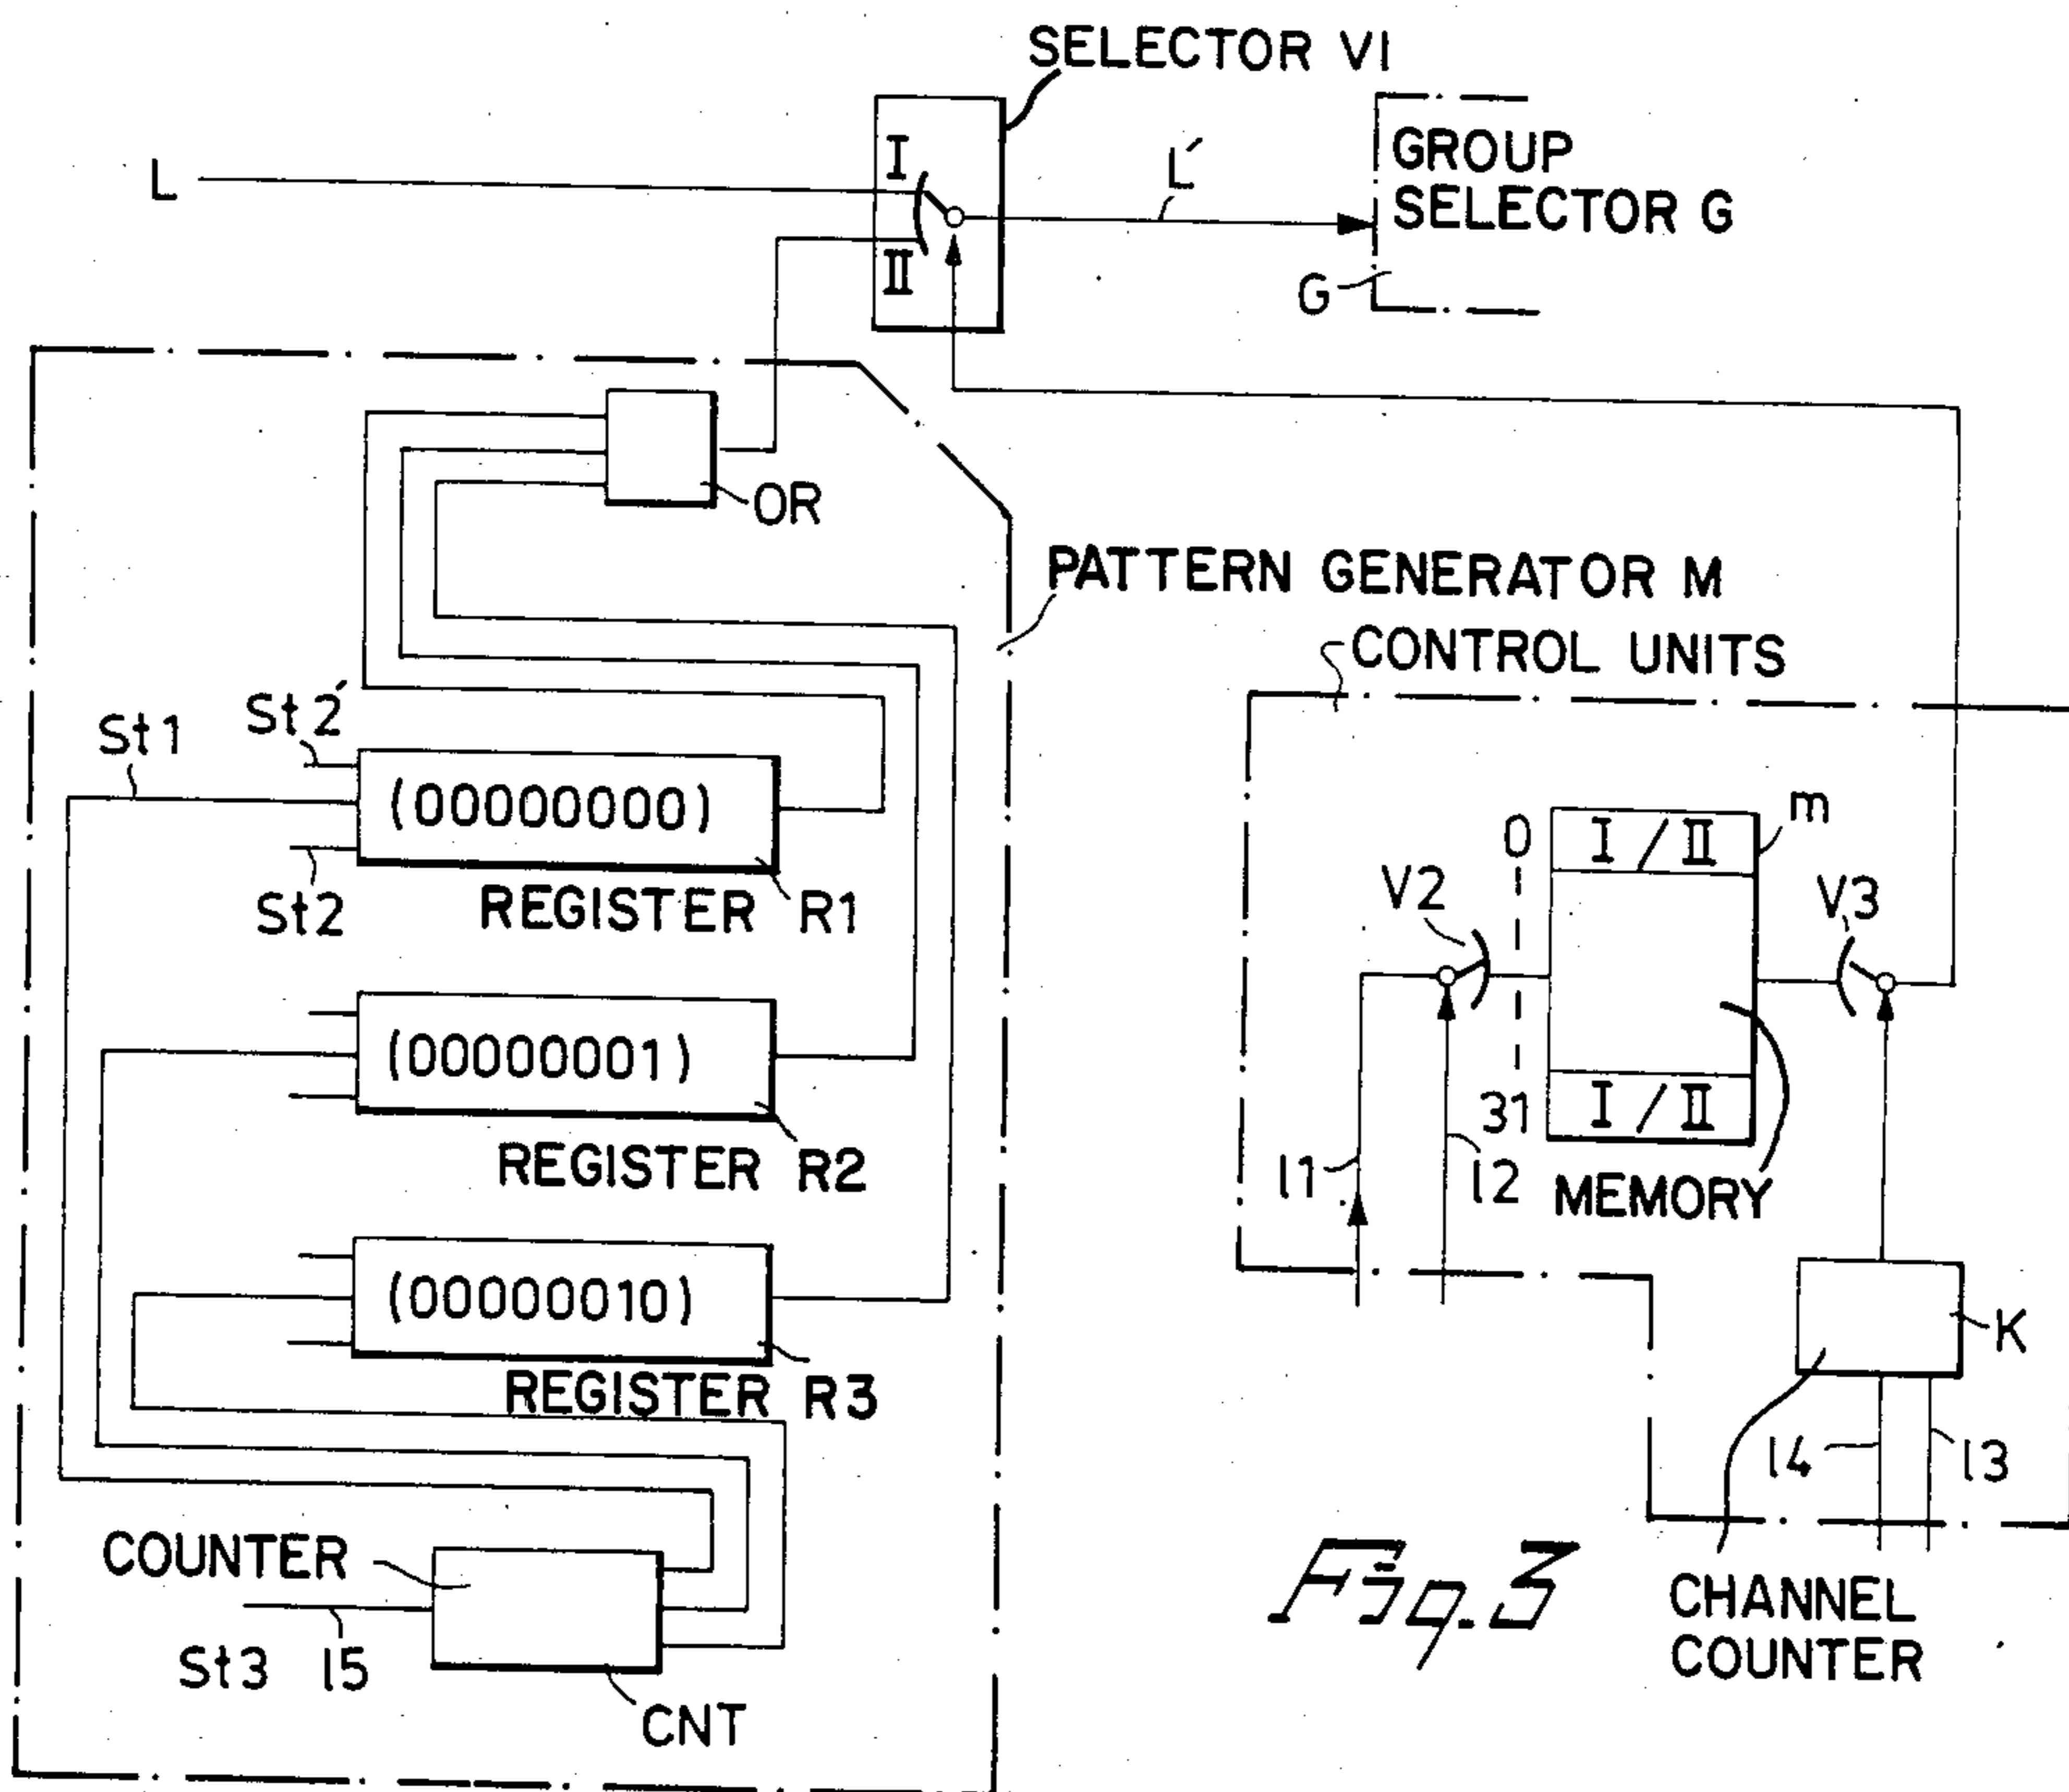 SELECTOR V1
I
L
L´
GROUP
SELECTOR G
II
G
OR
PATTERN GENERATOR M
CONTROL UNITS
St2´
St1
(00000000)
0
I / II
m
V2
V3
St2
REGISTER R1
(00000001)
31
I / II
l1
l2
MEMORY
REGISTER R2
(00000010)
K
REGISTER R3
l4
l3
COUNTER
Fig. 3
CHANNEL
COUNTER
St3 l5
CNT